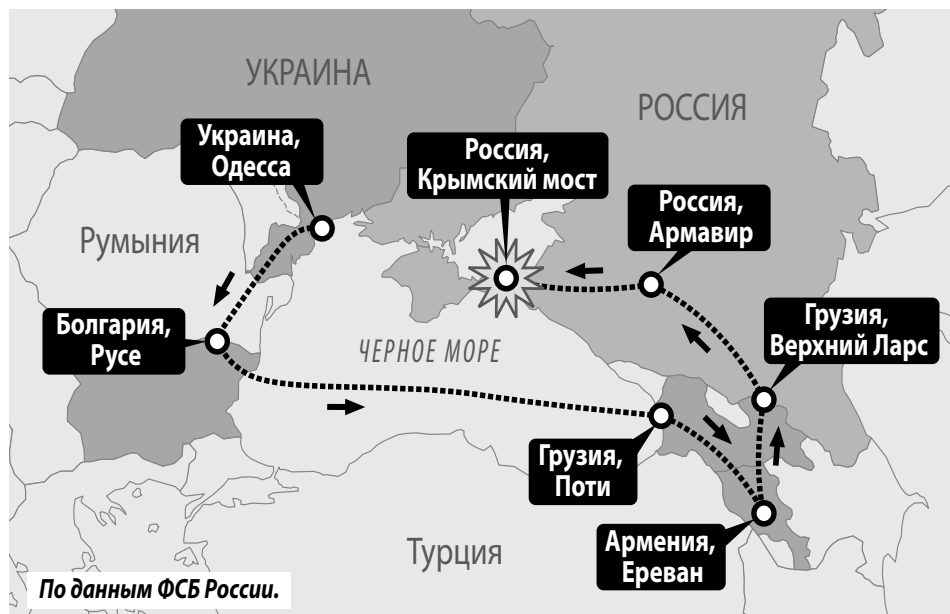 УКРАИНА
РОССИЯ
Украина,
Одесса
Россия,
Крымский мост
Россия,
Армавир
Румыния
Болгария,
Русе
ЧЕРНОЕ МОРЕ
Грузия,
Верхний Ларс
Грузия,
Поти
Армения,
Ереван
Турция
По данным ФСБ России.